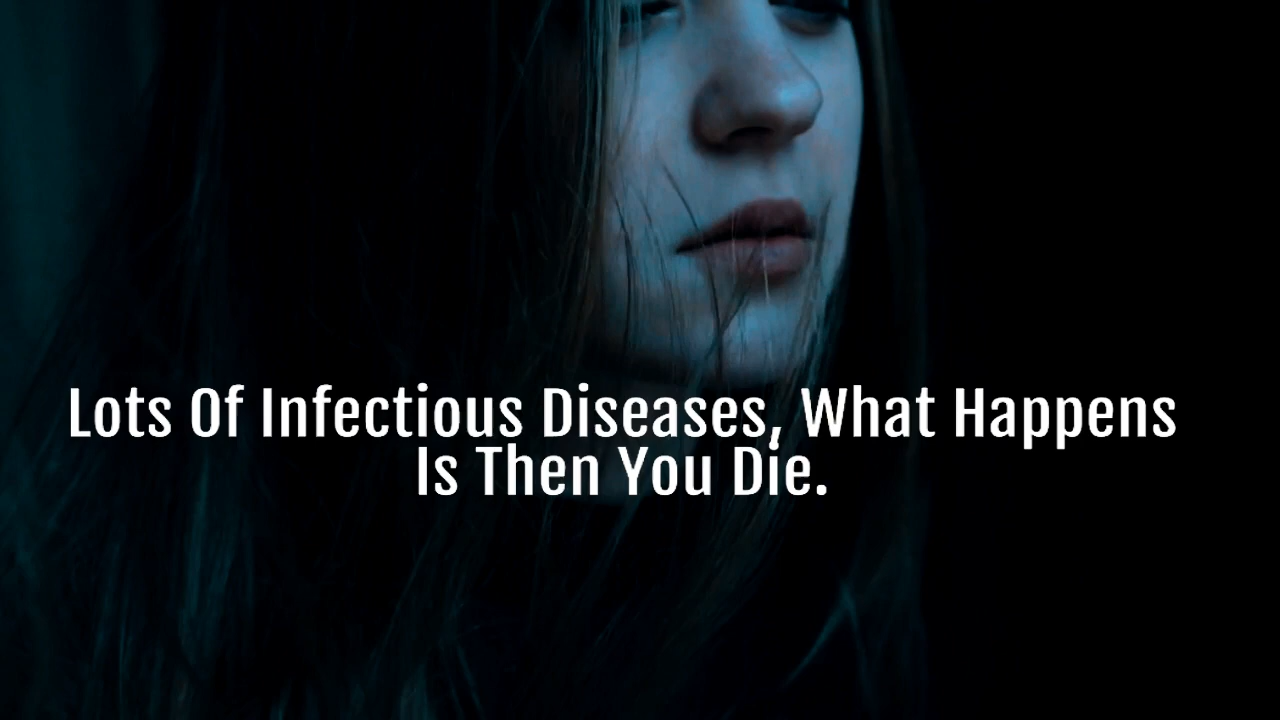 Lots Of Infectious Diseases, What Happens
Is Then You Die.